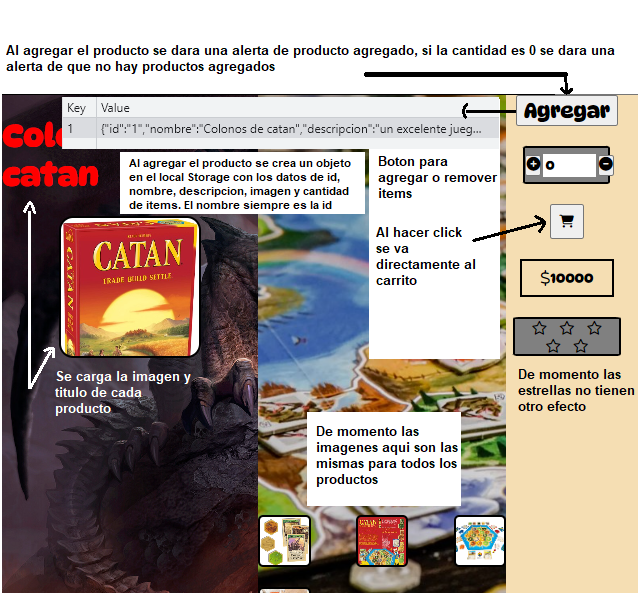 Al agregar el producto se dara una alerta de producto agregado, si la cantidad es 0 se dara una
alerta de que no hay productos agregados
Key Value
1 {"id":"1","nombre":"Colonos de catan","descripcion":"un excelente jueg...
Agregar
catan
Al agregar el producto se crea un objeto
en el local Storage con los datos de id,
nombre, descripcion, imagen y cantidad
de items. El nombre siempre es la id
Boton para
agregar o remover
items
0
Al hacer click
se va
directamente al
carrito
CATAN
TRADE BUILD SETTLE
CATAN
$10000
Se carga la imagen y
titulo de cada
producto
De momento las
estrellas no tienen
otro efecto
De momento las
imagenes aqui son las
mismas para todos los
productos
CATAN